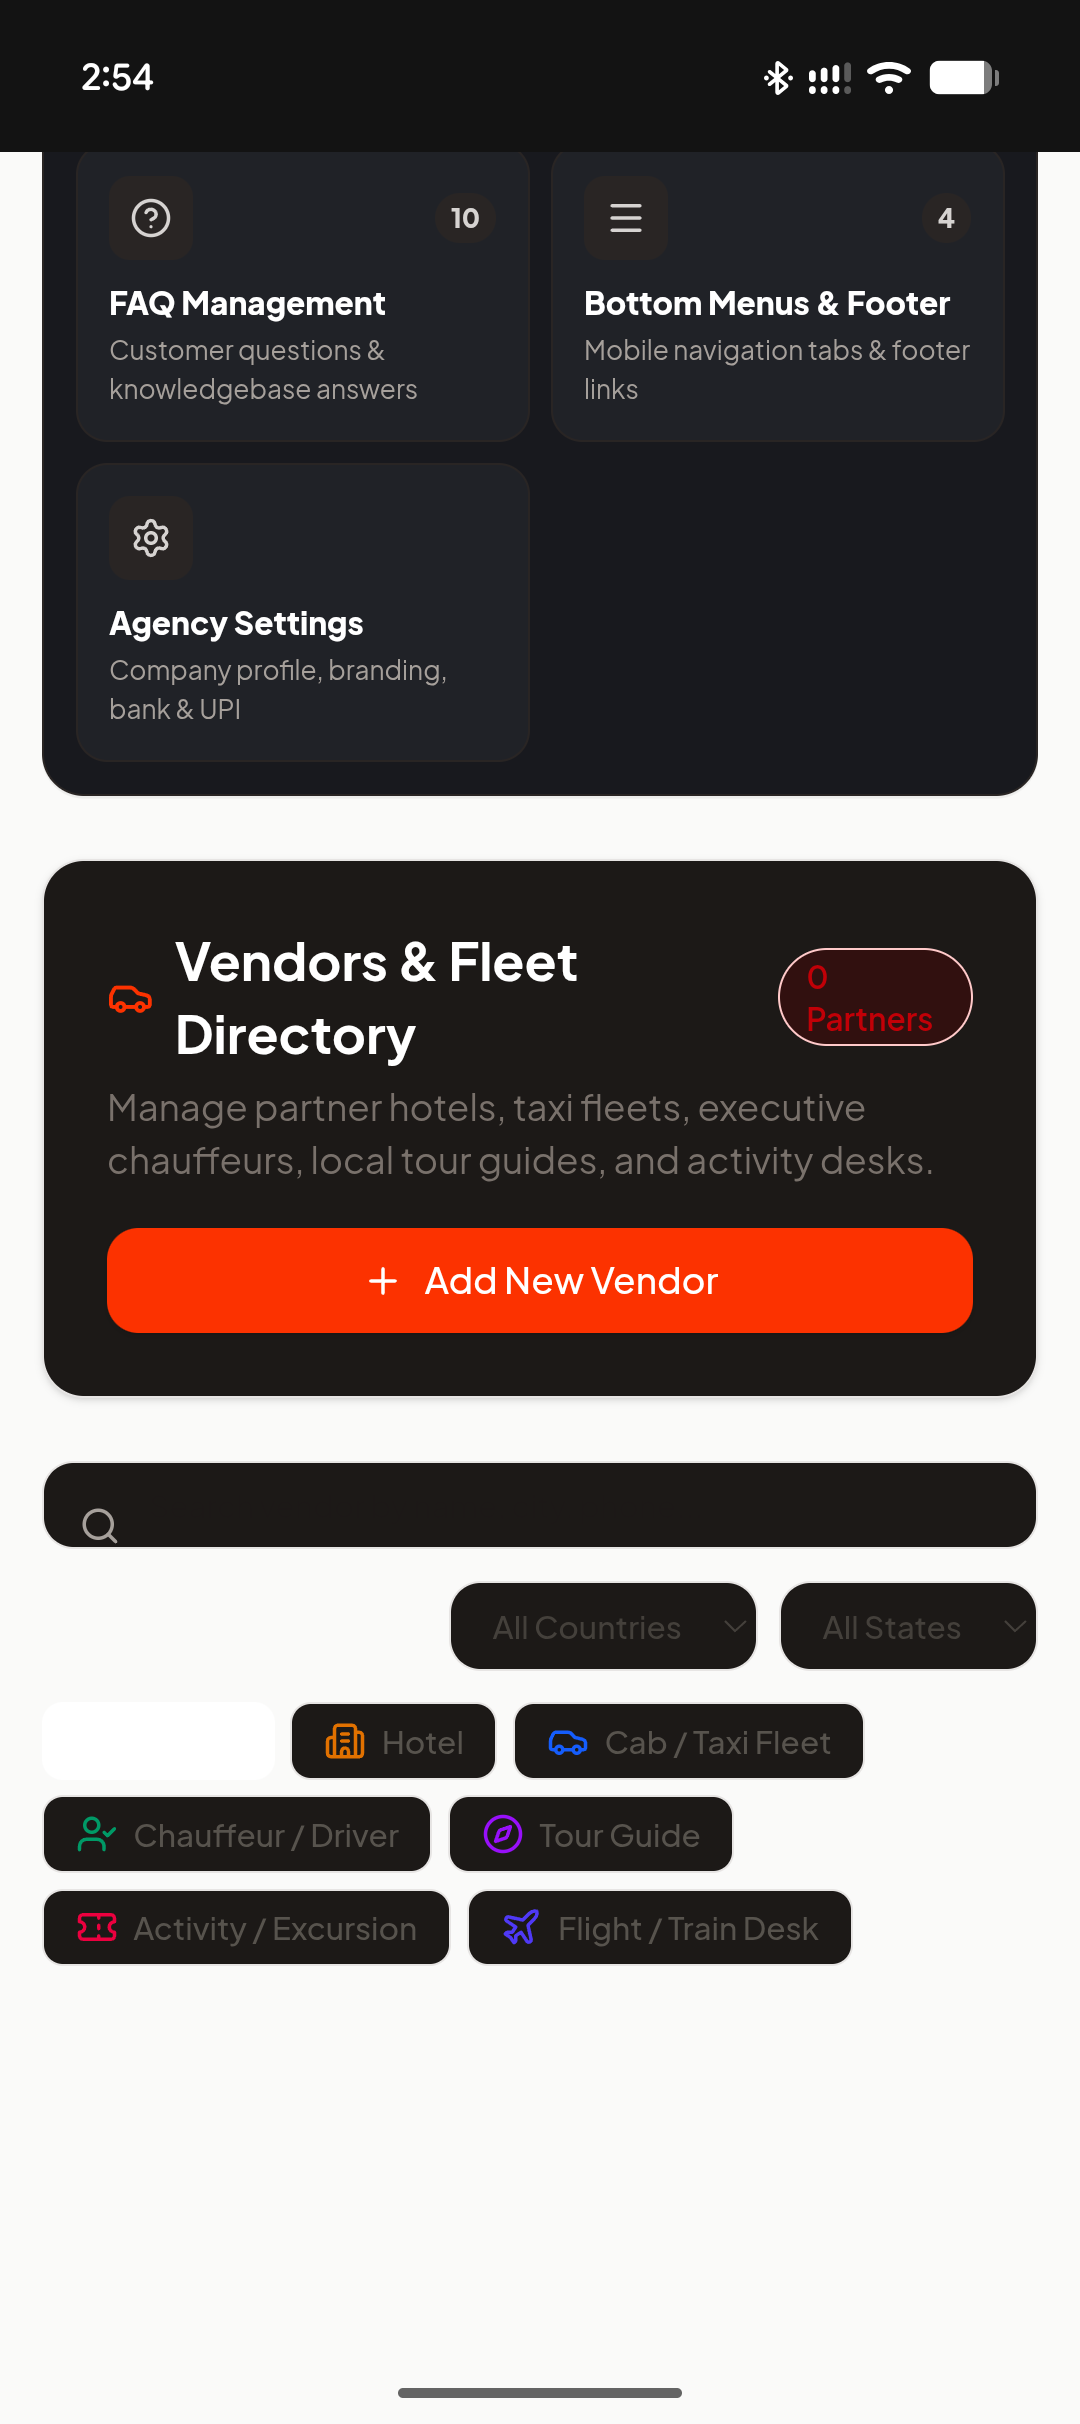 2:54
10
4
FAQ Management
Customer questions &
knowledgebase answers
Bottom Menus & Footer
Mobile navigation tabs & footer
links
Agency Settings
Company profile, branding,
bank & UPI
Vendors & Fleet
Directory
0
Partners
Manage partner hotels, taxi fleets, executive
chauffeurs, local tour guides, and activity desks.
Add New Vendor
All Countries
All States
Hotel
Cab / Taxi Fleet
Chauffeur / Driver
Tour Guide
Activity / Excursion
Flight / Train Desk